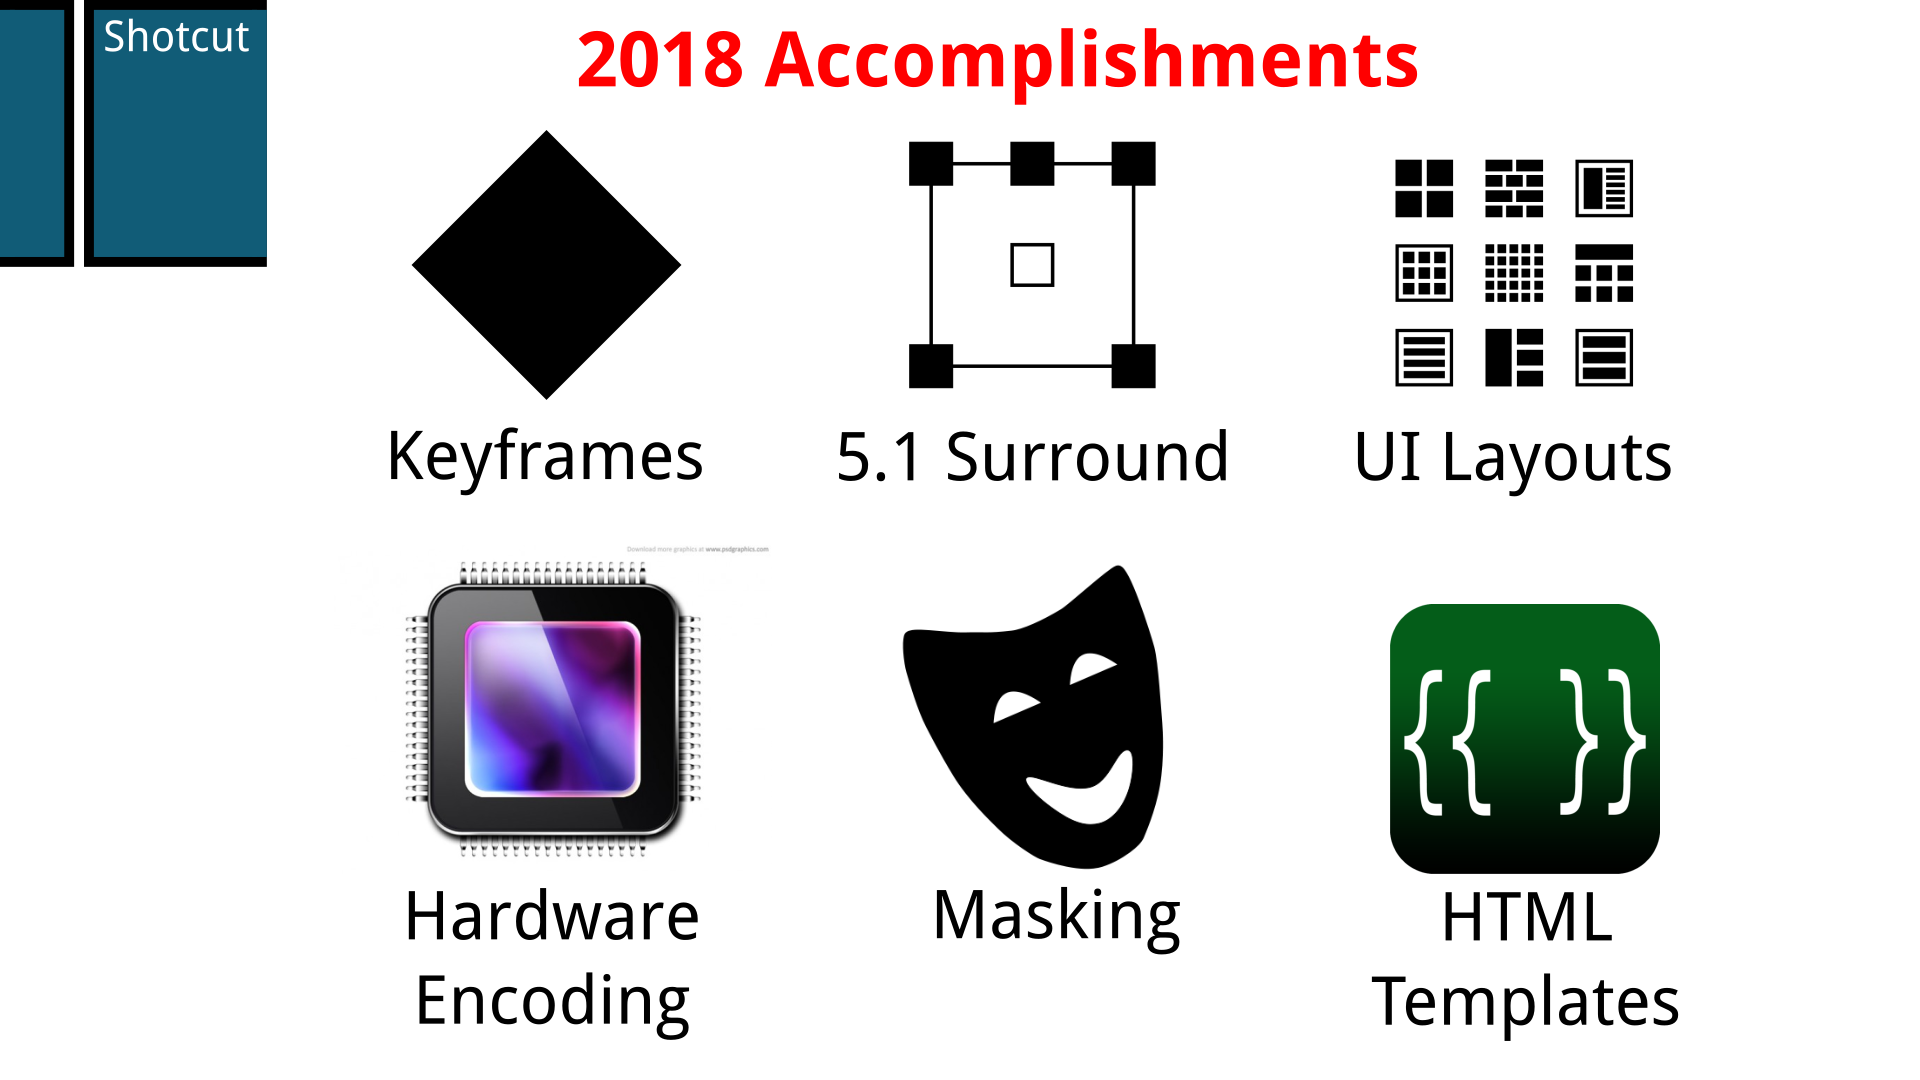 Shotcut
2018 Accomplishments
Keyframes
5.1 Surround
UI Layouts
Download more graphics at www.psdgraphics.com
{{ }}
Hardware
Encoding
Masking
HTML
Templates